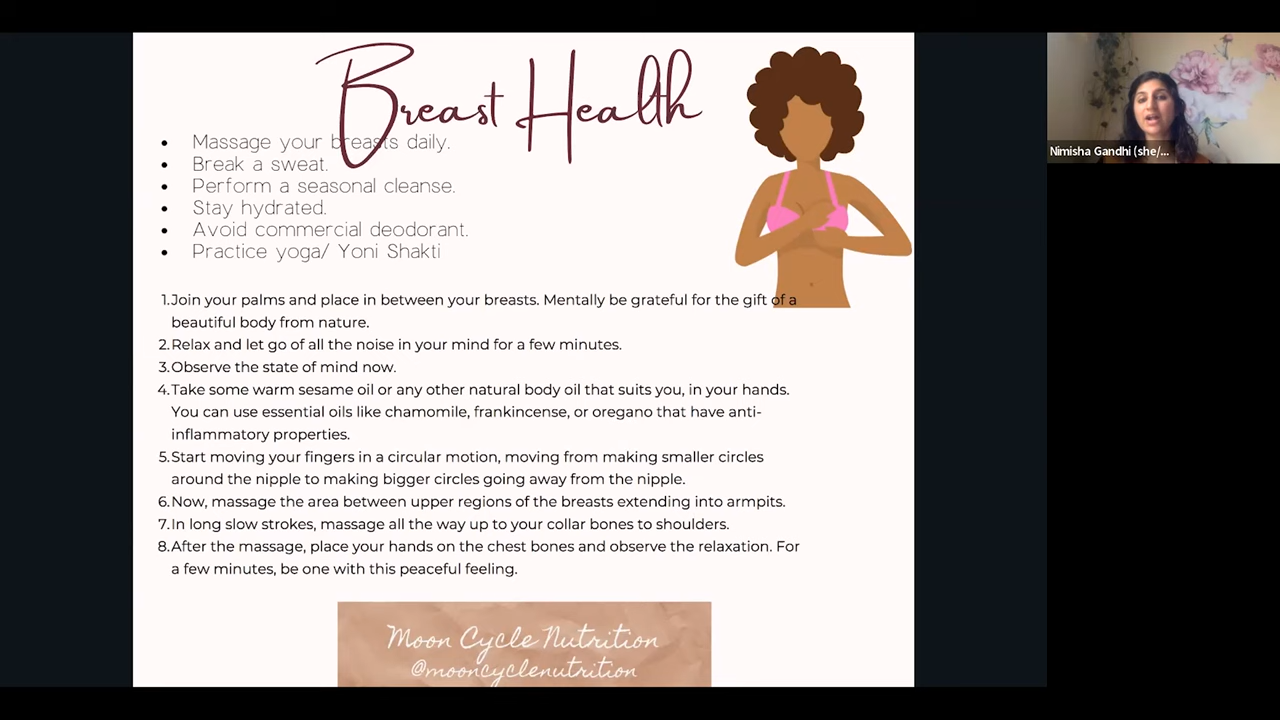 Breast Health
Massage your breasts daily.
Break a sweat.
Perform a seasonal cleanse.
Stay hydrated.
Avoid commercial deodorant.
Practice yoga/ Yoni Shakti
1. Join your palms and place in between your breasts. Mentally be grateful for the gift of a
beautiful body from nature.
2. Relax and let go of all the noise in your mind for a few minutes.
3. Observe the state of mind now.
4. Take some warm sesame oil or any other natural body oil that suits you, in your hands.
You can use essential oils like chamomile, frankincense, or oregano that have anti-
inflammatory properties.
5. Start moving your fingers in a circular motion, moving from making smaller circles
around the nipple to making bigger circles going away from the nipple.
6. Now, massage the area between upper regions of the breasts extending into armpits.
7. In long slow strokes, massage all the way up to your collar bones to shoulders.
8. After the massage, place your hands on the chest bones and observe the relaxation. For
a few minutes, be one with this peaceful feeling.
Moon Cycle Nutrition
@mooncyclenutrition
Nimisha Gandhi (she/...